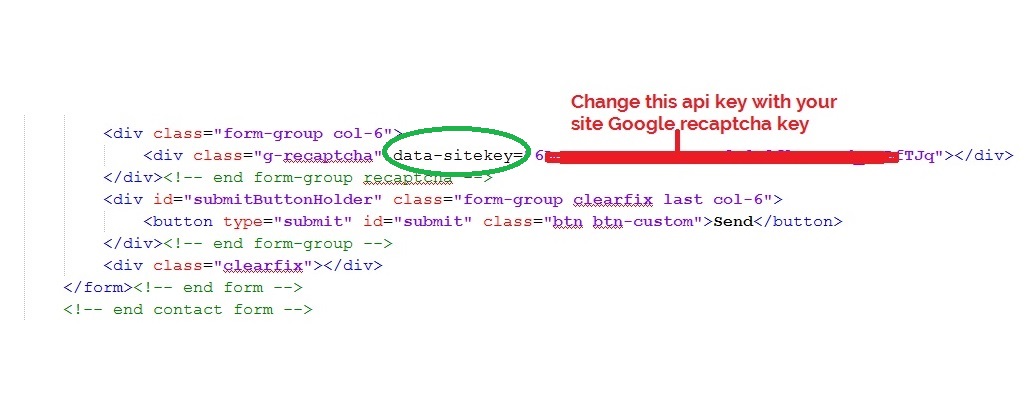 Change this api key with your
site Google recaptcha key
<div class="form-group col-6">
<div class="g-recaptcha" data-sitekey= fTJq"></div>
</div><!-- end form-group recaptcha -->
<div id="submitButtonHolder" class="form-group clearfix last col-6">
<button type="submit" id="submit" class="btn btn-custom">Send</button>
</div><!-- end form-group -->
<div class="clearfix"></div>
</form><!-- end form -->
<!-- end contact form -->